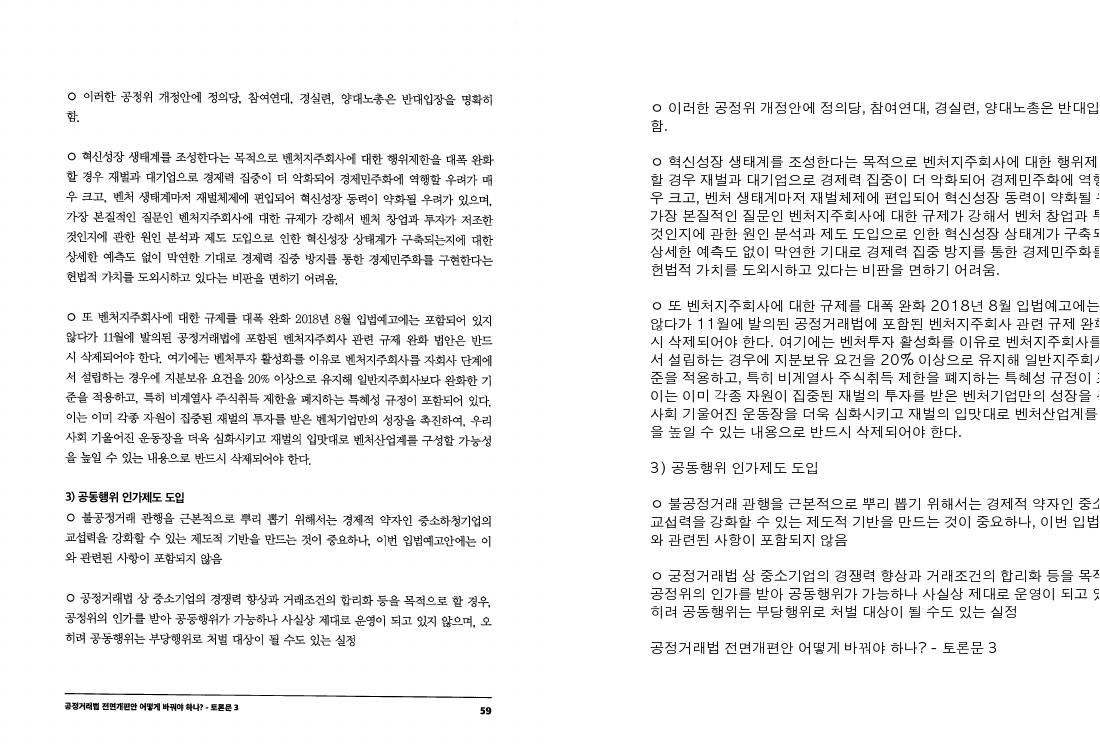 ㅇ 이러한 공정위 개정안에 정의당, 참여연대, 경실련, 양대노총은 반대입장을 명확히
함.
ㅇ 혁신성장 생태계를 조성한다는 목적으로 벤처지주회사에 대한 행위제한을 대폭 완화
할 경우 재벌과 대기업으로 경제력 집중이 더 악화되어 경제민주화에 역행할 우려가 매
우 크고, 벤처 생태계마저 재벌체제에 편입되어 혁신성장 동력이 약화될 우려가 있으며,
가장 본질적인 질문인 벤처지주회사에 대한 규제가 강해서 벤처 창업과 투자가 저조한
것인지에 관한 원인 분석과 제도 도입으로 인한 혁신성장 상태계가 구축되는지에 대한
상세한 예측도 없이 막연한 기대로 경제력 집중 방지를 통한 경제민주화를 구현한다는
헌법적 가치를 도외시하고 있다는 비판을 면하기 어려움.
ㅇ 또 벤처지주회사에 대한 규제를 대폭 완화 2018년 8월 입법예고에는 포함되어 있지
않다가 11월에 발의된 공정거래법에 포함된 벤처지주회사 관련 규제 완화 법안은 반드
시 삭제되어야 한다. 여기에는 벤처투자 활성화를 이유로 벤처지주회사를 자회사 단계에
서 설립하는 경우에 지분보유 요건을 20% 이상으로 유지해 일반지주회사보다 완화한 기
준을 적용하고, 특히 비계열사 주식취득 제한을 폐지하는 특혜성 규정이 포함되어 있다.
이는 이미 각종 자원이 집중된 재벌의 투자를 받은 벤처기업만의 성장을 촉진하여, 우리
사회 기울어진 운동장을 더욱 심화시키고 재벌의 입맛대로 벤처산업계를 구성할 가능성
을 높일 수 있는 내용으로 반드시 삭제되어야 한다.
3) 공동행위 인가제도 도입
ㅇ 불공정거래 관행을 근본적으로 뿌리 뽑기 위해서는 경제적 약자인 중소하청기업의
교섭력을 강화할 수 있는 제도적 기반을 만드는 것이 중요하나, 이번 입법예고안에는 이
와 관련된 사항이 포함되지 않음
ㅇ 공정거래법 상 중소기업의 경쟁력 향상과 거래조건의 합리화 등을 목적으로 할 경우,
공정위의 인가를 받아 공동행위가 가능하나 사실상 제대로 운영이 되고 있지 않으며, 오
히려 공동행위는 부당행위로 처벌 대상이 될 수도 있는 실정
공정거래법 전면개편안 어떻게 바꿔야 하나? - 토론문 3
59
ㅇ 이러한 공정위 개정안에 정의당, 참여연대, 경실련, 양대노총은 반대입
함.
ㅇ 혁신성장 생태계를 조성한다는 목적으로 벤처지주회사에 대한 행위제
할 경우 재벌과 대기업으로 경제력 집중이 더 악화되어 경제민주화에 역행
우 크고, 벤처 생태계마저 재벌체제에 편입되어 혁신성장 동력이 약화될
가장 본질적인 질문인 벤처지주회사에 대한 규제가 강해서 벤처 창업과
것인지에 관한 원인 분석과 제도 도입으로 인한 혁신성장 상태계가 구축되
상세한 예측도 없이 막연한 기대로 경제력 집중 방지를 통한 경제민주화를
헌법적 가치를 도외시하고 있다는 비판을 면하기 어려움.
ㅇ 또 벤처지주회사에 대한 규제를 대폭 완화 2018년 8월 입법예고에는
않다가 11월에 발의된 공정거래법에 포함된 벤처지주회사 관련 규제 완화
시 삭제되어야 한다. 여기에는 벤처투자 활성화를 이유로 벤처지주회사를
서 설립하는 경우에 지분보유 요건을 20% 이상으로 유지해 일반지주회사
준을 적용하고, 특히 비계열사 주식취득 제한을 폐지하는 특혜성 규정이
이는 이미 각종 자원이 집중된 재벌의 투자를 받은 벤처기업만의 성장을
사회 기울어진 운동장을 더욱 심화시키고 재벌의 입맛대로 벤처산업계를
을 높일 수 있는 내용으로 반드시 삭제되어야 한다.
3) 공동행위 인가제도 도입
ㅇ 불공정거래 관행을 근본적으로 뿌리 뽑기 위해서는 경제적 약자인 중소
교섭력을 강화할 수 있는 제도적 기반을 만드는 것이 중요하나, 이번 입법
와 관련된 사항이 포함되지 않음
ㅇ 궁정거래법 상 중소기업의 경쟁력 향상과 거래조건의 합리화 등을 목적
공정위의 인가를 받아 공동행위가 가능하나 사실상 제대로 운영이 되고
히려 공동행위는 부당행위로 처벌 대상이 될 수도 있는 실정
공정거래법 전면개편안 어떻게 바꿔야 하나? - 토론문 3